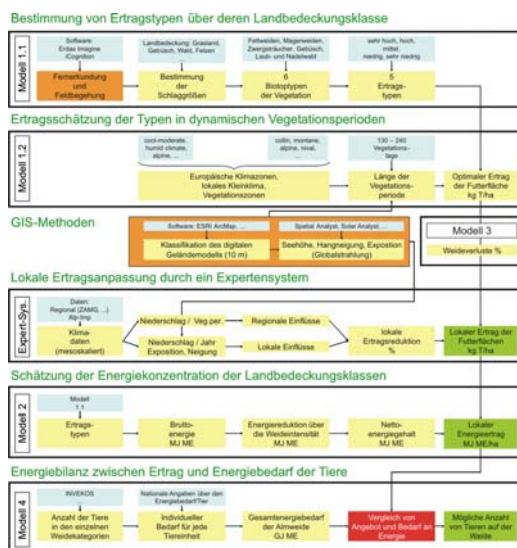 Bestimmung von Ertragstypen über deren Landbedeckungsklasse
Modell 1.1
Software:
Erdas Imagine
iCognition
Fernerkundung
und
Feldbegehung
Landbedeckung: Grasland,
Gebüsch, Wald, Felsen
...
Bestimmung
der
Schlaggrößen
Fettweiden, Magerweiden,
Zwergsträucher, Gebüsch,
Laub- und Nadelwald
6
Biotoptypen
der Vegetation
sehr hoch, hoch,
mittel,
niedrig, sehr niedrig
5
Ertrags-
typen
Ertragsschätzung der Typen in dynamischen Vegetationsperioden
Modell 1.2
cool-moderate,
humid climate,
alpine, ...
collin, montane,
alpine, nival,
...
Europäische Klimazonen,
lokales Kleinklima,
Vegetationszonen
130 – 240
Vegetations-
tage
Länge der
Vegetations-
periode
Optimaler Ertrag
der Futterfläche
kg T/ha
GIS-Methoden
Software: ESRI ArcMap, ...
Klassifikation des digitalen
Geländemodells (10 m)
Spatial Analyst, Solar Analyst, ...
Seehöhe, Hangneigung, Expostion
(Globalstrahlung)
Modell 3
Weideverluste %
Lokale Ertragsanpassung durch ein Expertensystem
Expert-Sys.
Daten:
Regional (ZAMG, ...)
Alp-Imp
Klima-
daten
(mesoskaliert)
Niederschlag / Veg.per.
Niederschlag / Jahr
Exposition, Neigung
Regionale Einflüsse
Lokale Einflüsse
lokale
Ertragsreduktion
%
Lokaler Ertrag der
Futterflächen
kg T/ha
Schätzung der Energiekonzentration der Landbedeckungsklassen
Modell 2
Modell
1.1
Ertrags-
typen
Brutto-
energie
MJ ME
Energiereduktion über
die Weideintensität
MJ ME
Netto-
energiegehalt
MJ ME
Lokaler
Energieertrag
MJ ME/ha
Energiebilanz zwischen Ertrag und Energiebedarf der Tiere
Modell 4
INVEKOS
...
Anzahl der Tiere
in den einzelnen
Weidekategorien
Nationale Angaben über den
Energiebedarf/Tier
Individueller
Bedarf für jede
Tiereinheit
Gesamtenergiebedarf
der Almweide
GJ ME
Vergleich von
Angebot und Bedarf an
Energie
Mögliche Anzahl
von Tieren auf der
Weide